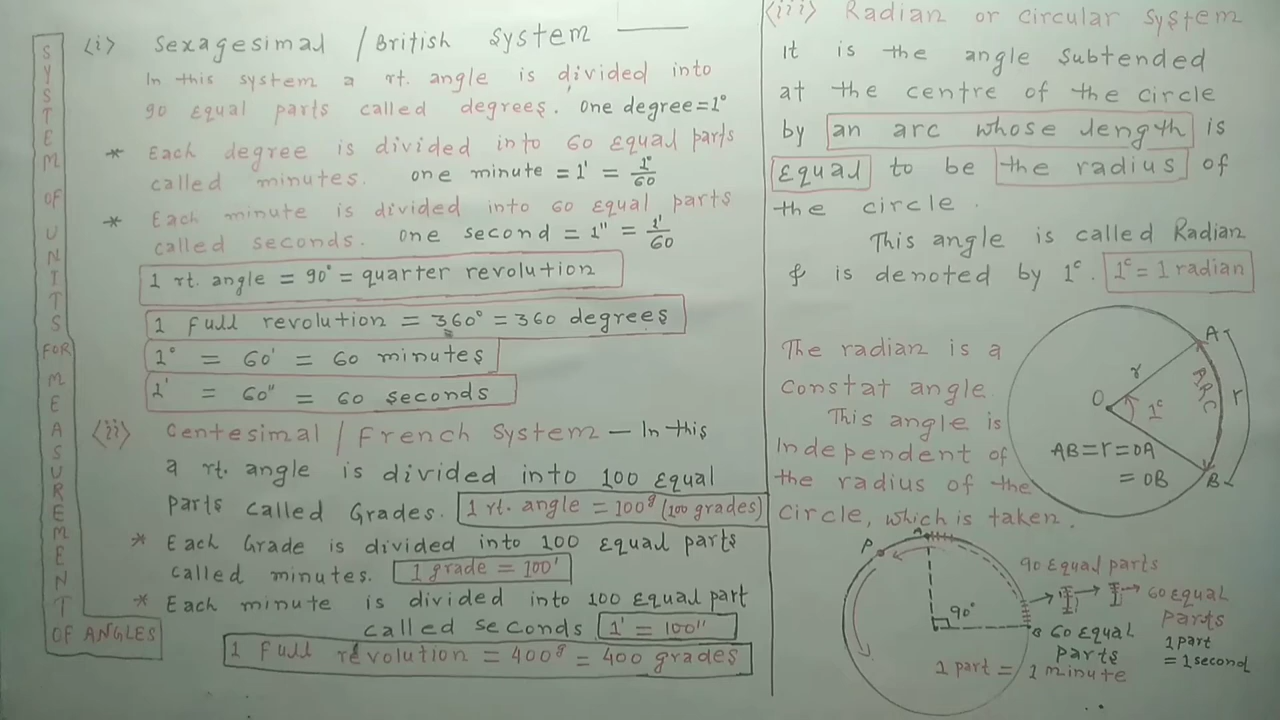 SYSTEM OF UNITS FOR MEASUREMENT
OF ANGLES
<i> Sexagesimal / British System
In this system a rt. angle is divided into
90 equal parts called degrees. one degree=1°
* Each degree is divided into 60 equal parts
called minutes. one minute = 1' = 1°/60
* Each minute is divided into 60 equal parts
called seconds. one second = 1" = 1'/60
1 rt. angle = 90° = quarter revolution
1 full revolution = 360° = 360 degrees
1° = 60' = 60 minutes
1' = 60" = 60 seconds
<ii> Centesimal / French System – In this
a rt. angle is divided into 100 equal
parts called Grades. 1 rt. angle = 100g (100 grades)
* Each Grade is divided into 100 equal parts
called minutes. 1 grade = 100'
* Each minute is divided into 100 equal part
called seconds 1' = 100"
1 full revolution = 400g = 400 grades
<iii> Radian or circular System
It is the angle Subtended
at the centre of the circle
by an arc whose length is
equal to be the radius of
the circle.
This angle is called Radian
& is denoted by 1c. 1c = 1 radian
The radian is a
Constat angle.
This angle is
Independent of
the radius of the
Circle, which is taken.
A
r
O
1c
ARC
r
AB=r=OA
= OB
B
P
A
90°
B
90 Equal parts
60 Equal
parts
60 Equal
Parts
1 part
= 1 second
1 part = 1 minute